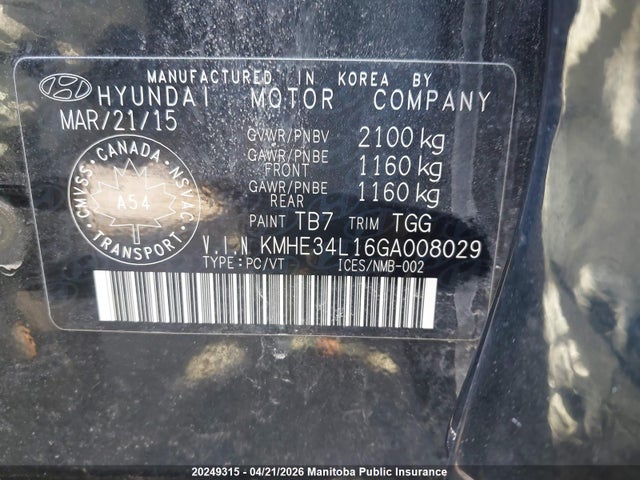 MANUFACTURED IN KOREA BY
HYUNDAI MOTOR COMPANY
MAR/21/15
GVWR/PNBV 2100 kg
GAWR/PNBE FRONT 1160 kg
GAWR/PNBE REAR 1160 kg
CANADA
CMVSS NSVAC
A54
TRANSPORT
PAINT TB7 TRIM TGG
V.I.N KMHE34L16GA008029
TYPE:PC/VT ICES/NMB-002
20249315 - 04/21/2026 Manitoba Public Insurance